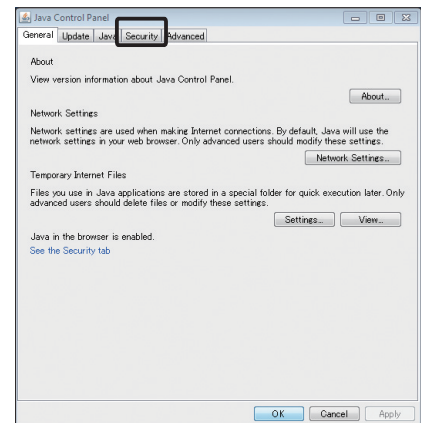 Java Control Panel
General Update Java Security Advanced
About
View version information about Java Control Panel.
About...
Network Settings
Network settings are used when making Internet connections. By default, Java will use the
network settings in your web browser. Only advanced users should modify these settings.
Network Settings...
Temporary Internet Files
Files you use in Java applications are stored in a special folder for quick execution later. Only
advanced users should delete files or modify these settings.
Settings... View...
Java in the browser is enabled.
See the Security tab
OK Cancel Apply